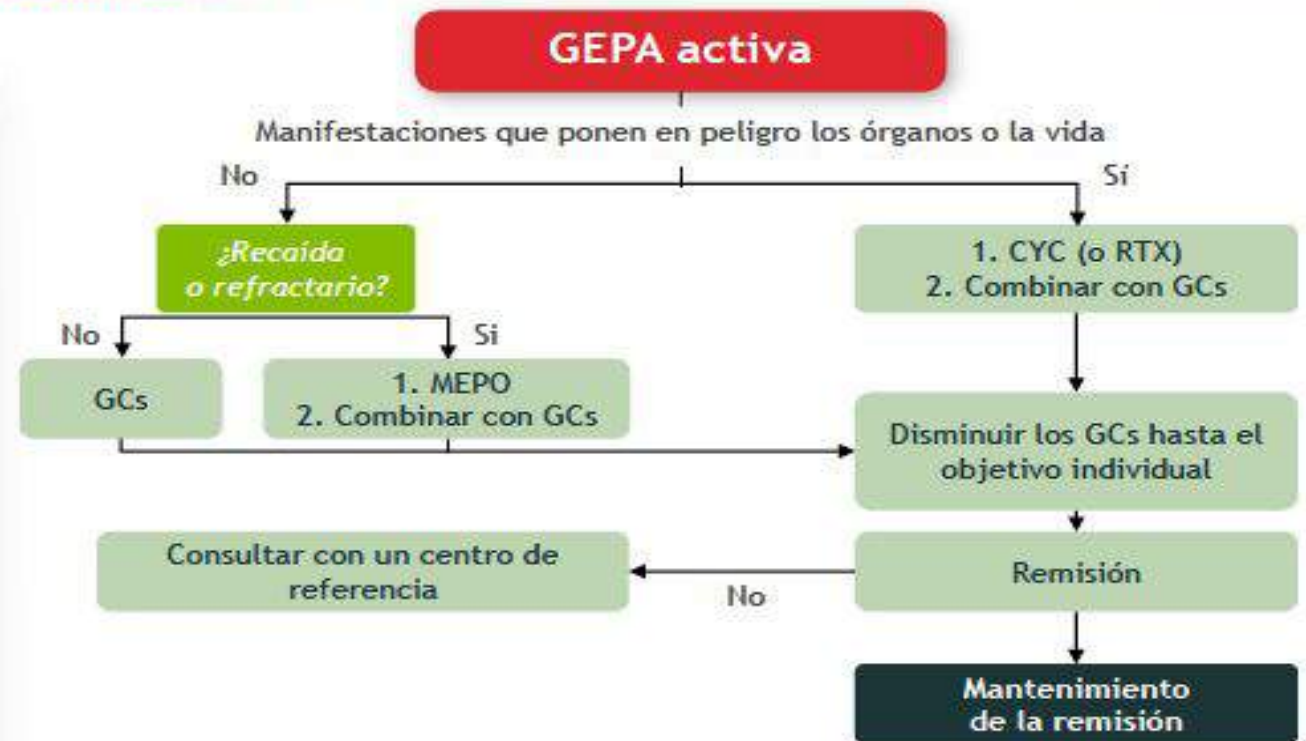 GEPA activa
Manifestaciones que ponen en peligro los órganos o la vida
No
Sí
¿Recaída
o refractario?
1. CYC (o RTX)
2. Combinar con GCs
No
Si
GCs
1. MEPO
2. Combinar con GCs
Disminuir los GCs hasta el
objetivo individual
Consultar con un centro de
referencia
No
Remisión
Mantenimiento
de la remisión